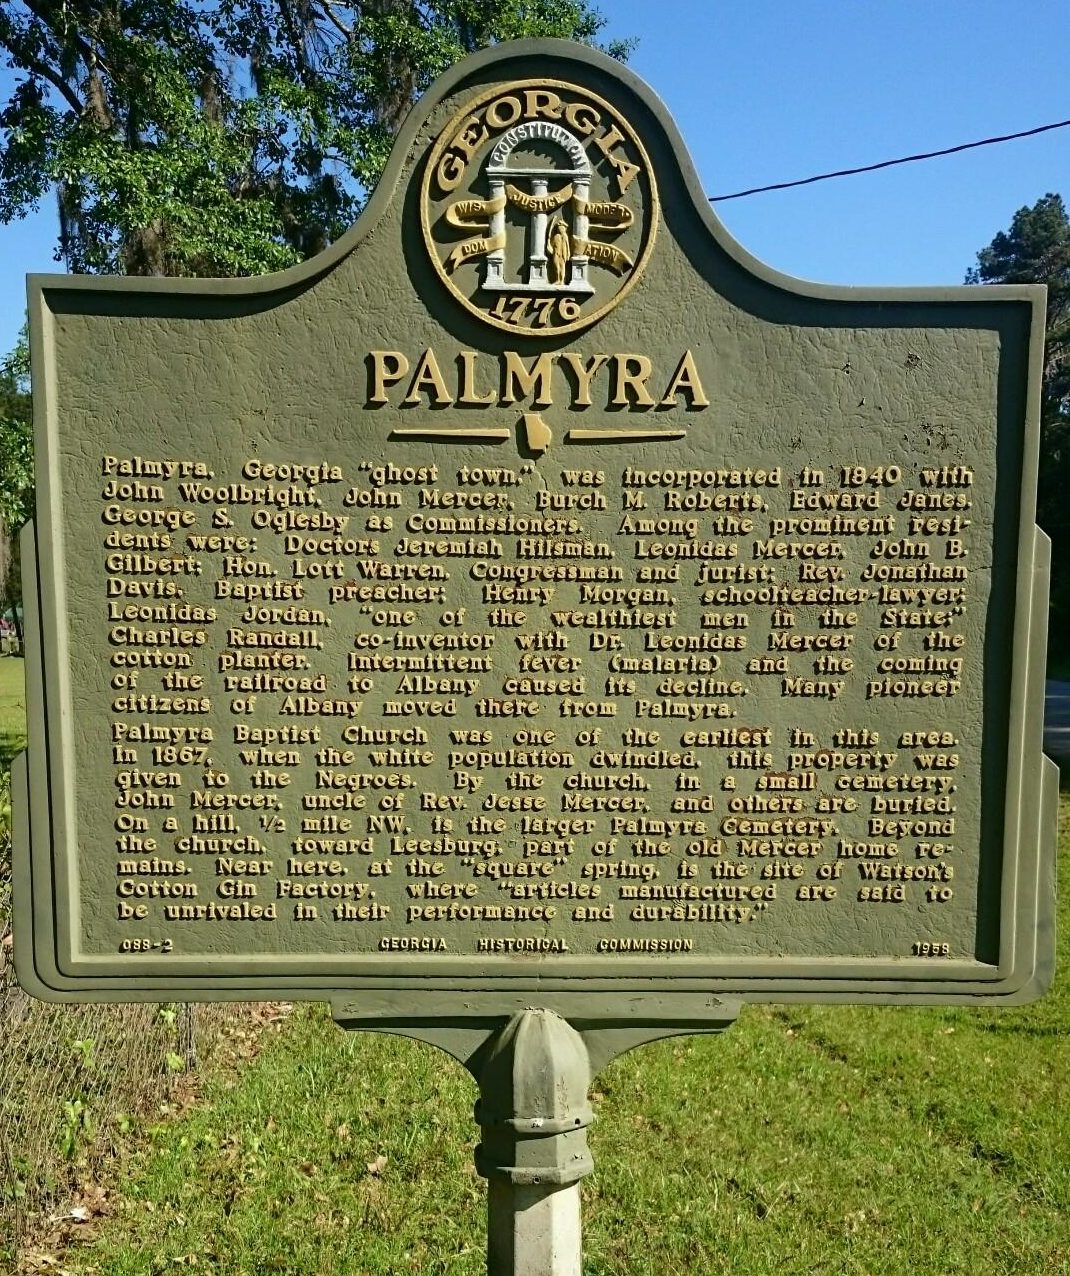 GEORGIA
CONSTITUTION
WIS- JUSTICE MODER-
DOM ATION
1776
PALMYRA
Palmyra, Georgia "ghost town," was incorporated in 1840 with
John Woolbright, John Mercer, Burch M. Roberts, Edward Janes,
George S. Oglesby as Commissioners. Among the prominent resi-
dents were: Doctors Jeremiah Hilsman, Leonidas Mercer, John B.
Gilbert; Hon. Lott Warren, Congressman and jurist; Rev. Jonathan
Davis, Baptist preacher; Henry Morgan, schoolteacher-lawyer;
Leonidas Jordan, "one of the wealthiest men in the State;"
Charles Randall, co-inventor with Dr. Leonidas Mercer of the
cotton planter. Intermittent fever (malaria) and the coming
of the railroad to Albany caused its decline. Many pioneer
citizens of Albany moved there from Palmyra.
Palmyra Baptist Church was one of the earliest in this area.
In 1867, when the white population dwindled, this property was
given to the Negroes. By the church, in a small cemetery,
John Mercer, uncle of Rev. Jesse Mercer, and others are buried.
On a hill, ½ mile NW, is the larger Palmyra Cemetery. Beyond
the church, toward Leesburg, part of the old Mercer home re-
mains. Near here, at the "square" spring, is the site of Watson's
Cotton Gin Factory, where "articles manufactured are said to
be unrivaled in their performance and durability."
088-2 GEORGIA HISTORICAL COMMISSION 1958